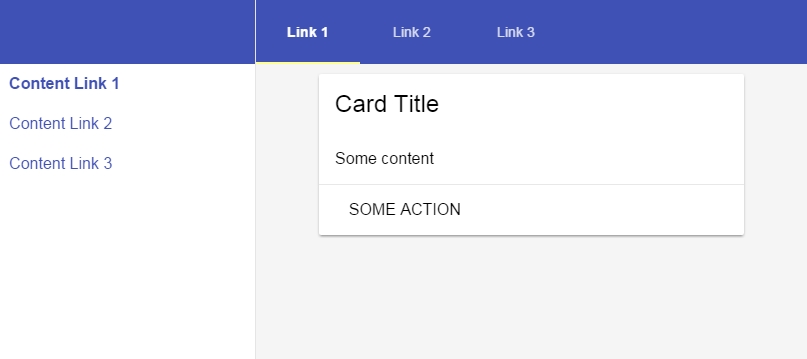 Link 1 Link 2 Link 3
Content Link 1
Content Link 2
Content Link 3
Card Title
Some content
SOME ACTION